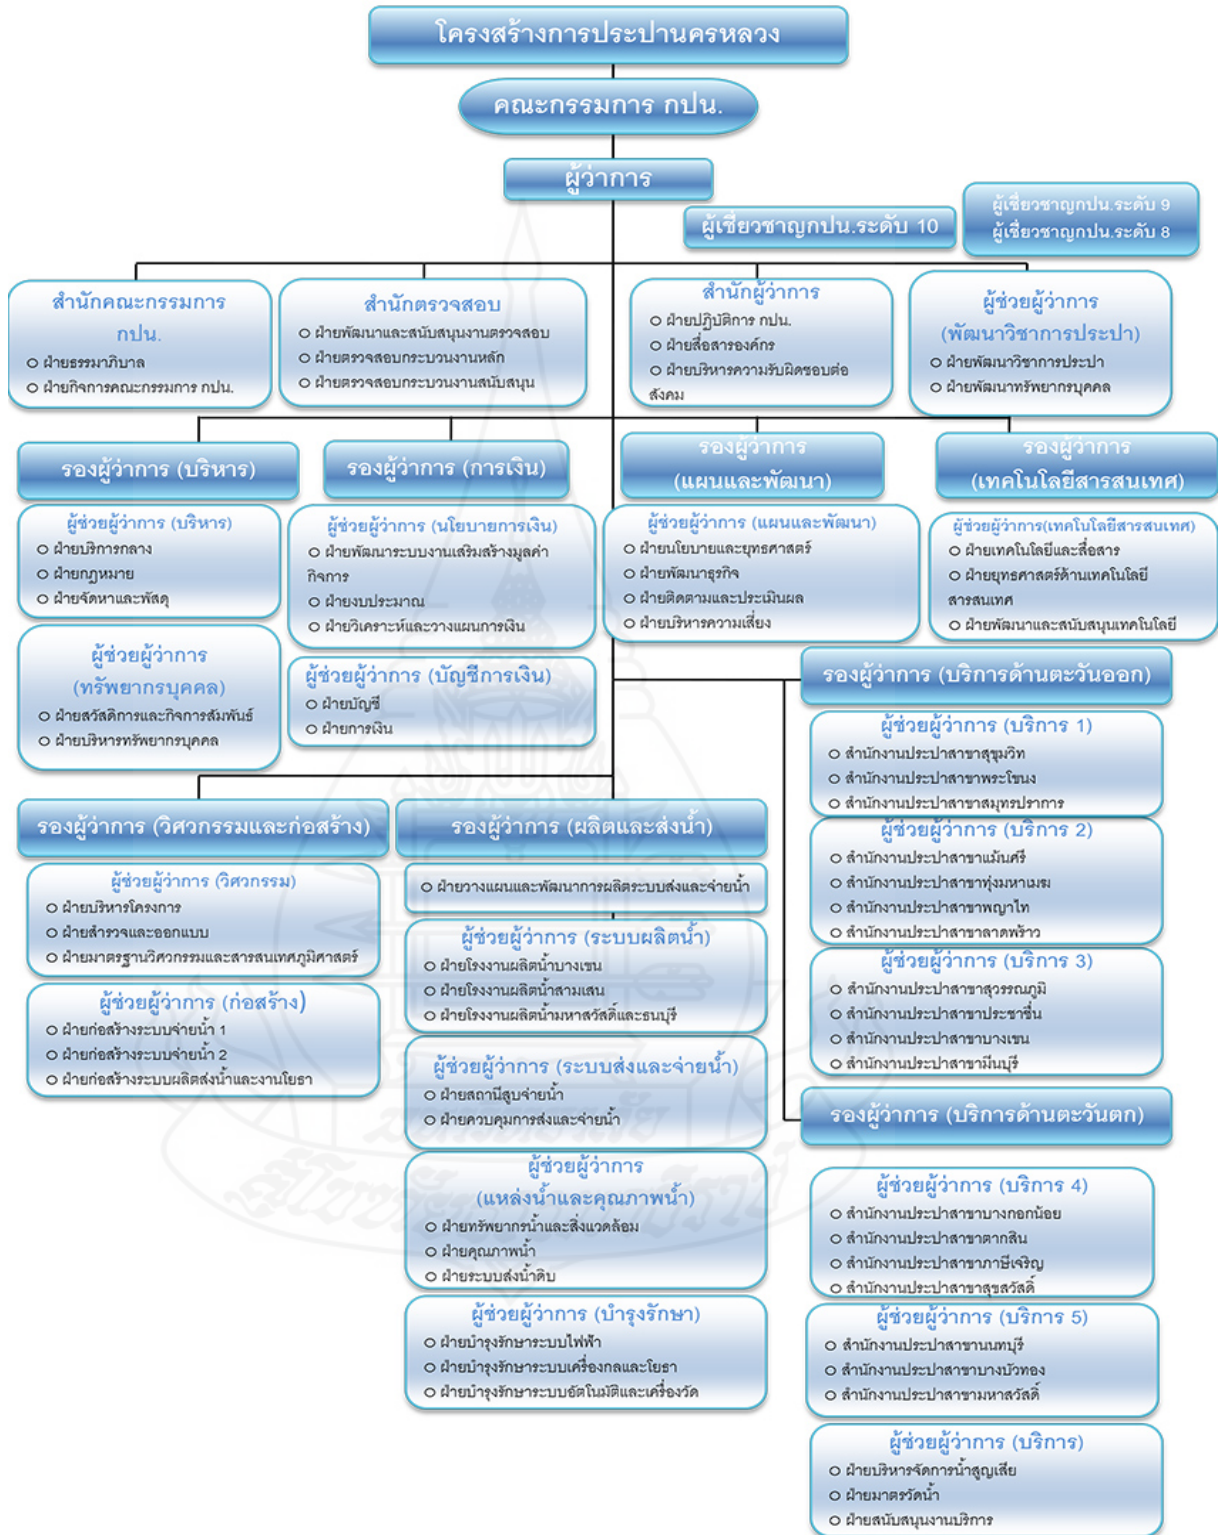 โครงสร้างการประปานครหลวง
คณะกรรมการ กปน.
ผู้ว่าการ
ผู้เชี่ยวชาญกปน.ระดับ 10
ผู้เชี่ยวชาญกปน.ระดับ 9
ผู้เชี่ยวชาญกปน.ระดับ 8
สำนักคณะกรรมการ
กปน.
○ ฝ่ายธรรมาภิบาล
○ ฝ่ายกิจการคณะกรรมการ กปน.
สำนักตรวจสอบ
○ ฝ่ายพัฒนาและสนับสนุนงานตรวจสอบ
○ ฝ่ายตรวจสอบกระบวนงานหลัก
○ ฝ่ายตรวจสอบกระบวนงานสนับสนุน
สำนักผู้ว่าการ
○ ฝ่ายปฏิบัติการ กปน.
○ ฝ่ายสื่อสารองค์กร
○ ฝ่ายบริหารความรับผิดชอบต่อ
สังคม
ผู้ช่วยผู้ว่าการ
(พัฒนาวิชาการประปา)
○ ฝ่ายพัฒนาวิชาการประปา
○ ฝ่ายพัฒนาทรัพยากรบุคคล
รองผู้ว่าการ (บริหาร)
ผู้ช่วยผู้ว่าการ (บริหาร)
○ ฝ่ายบริการกลาง
○ ฝ่ายกฎหมาย
○ ฝ่ายจัดหาและพัสดุ
ผู้ช่วยผู้ว่าการ
(ทรัพยากรบุคคล)
○ ฝ่ายสวัสดิการและกิจการสัมพันธ์
○ ฝ่ายบริหารทรัพยากรบุคคล
รองผู้ว่าการ (การเงิน)
ผู้ช่วยผู้ว่าการ (นโยบายการเงิน)
○ ฝ่ายพัฒนาระบบงานเสริมสร้างมูลค่า
กิจการ
○ ฝ่ายงบประมาณ
○ ฝ่ายวิเคราะห์และวางแผนการเงิน
ผู้ช่วยผู้ว่าการ (บัญชีการเงิน)
○ ฝ่ายบัญชี
○ ฝ่ายการเงิน
รองผู้ว่าการ
(แผนและพัฒนา)
ผู้ช่วยผู้ว่าการ (แผนและพัฒนา)
○ ฝ่ายนโยบายและยุทธศาสตร์
○ ฝ่ายพัฒนาธุรกิจ
○ ฝ่ายติดตามและประเมินผล
○ ฝ่ายบริหารความเสี่ยง
รองผู้ว่าการ
(เทคโนโลยีสารสนเทศ)
ผู้ช่วยผู้ว่าการ(เทคโนโลยีสารสนเทศ)
○ ฝ่ายเทคโนโลยีและสื่อสาร
○ ฝ่ายยุทธศาสตร์ด้านเทคโนโลยี
สารสนเทศ
○ ฝ่ายพัฒนาและสนับสนุนเทคโนโลยี
รองผู้ว่าการ (วิศวกรรมและก่อสร้าง)
ผู้ช่วยผู้ว่าการ (วิศวกรรม)
○ ฝ่ายบริหารโครงการ
○ ฝ่ายสำรวจและออกแบบ
○ ฝ่ายมาตรฐานวิศวกรรมและสารสนเทศภูมิศาสตร์
ผู้ช่วยผู้ว่าการ (ก่อสร้าง)
○ ฝ่ายก่อสร้างระบบจ่ายน้ำ 1
○ ฝ่ายก่อสร้างระบบจ่ายน้ำ 2
○ ฝ่ายก่อสร้างระบบผลิตส่งน้ำและงานโยธา
รองผู้ว่าการ (ผลิตและส่งน้ำ)
○ ฝ่ายวางแผนและพัฒนาการผลิตระบบส่งและจ่ายน้ำ
ผู้ช่วยผู้ว่าการ (ระบบผลิตน้ำ)
○ ฝ่ายโรงงานผลิตน้ำบางเขน
○ ฝ่ายโรงงานผลิตน้ำสามเสน
○ ฝ่ายโรงงานผลิตน้ำมหาสวัสดิ์และธนบุรี
ผู้ช่วยผู้ว่าการ (ระบบส่งและจ่ายน้ำ)
○ ฝ่ายสถานีสูบจ่ายน้ำ
○ ฝ่ายควบคุมการส่งและจ่ายน้ำ
ผู้ช่วยผู้ว่าการ
(แหล่งน้ำและคุณภาพน้ำ)
○ ฝ่ายทรัพยากรน้ำและสิ่งแวดล้อม
○ ฝ่ายคุณภาพน้ำ
○ ฝ่ายระบบส่งน้ำดิบ
ผู้ช่วยผู้ว่าการ (บำรุงรักษา)
○ ฝ่ายบำรุงรักษาระบบไฟฟ้า
○ ฝ่ายบำรุงรักษาระบบเครื่องกลและโยธา
○ ฝ่ายบำรุงรักษาระบบอัตโนมัติและเครื่องวัด
รองผู้ว่าการ (บริการด้านตะวันออก)
ผู้ช่วยผู้ว่าการ (บริการ 1)
○ สำนักงานประปาสาขาสุขุมวิท
○ สำนักงานประปาสาขาพระโขนง
○ สำนักงานประปาสาขาสมุทรปราการ
ผู้ช่วยผู้ว่าการ (บริการ 2)
○ สำนักงานประปาสาขาแม้นศรี
○ สำนักงานประปาสาขาทุ่งมหาเมฆ
○ สำนักงานประปาสาขาพญาไท
○ สำนักงานประปาสาขาลาดพร้าว
ผู้ช่วยผู้ว่าการ (บริการ 3)
○ สำนักงานประปาสาขาสุวรรณภูมิ
○ สำนักงานประปาสาขาประชาชื่น
○ สำนักงานประปาสาขาบางเขน
○ สำนักงานประปาสาขามีนบุรี
รองผู้ว่าการ (บริการด้านตะวันตก)
ผู้ช่วยผู้ว่าการ (บริการ 4)
○ สำนักงานประปาสาขาบางกอกน้อย
○ สำนักงานประปาสาขาตากสิน
○ สำนักงานประปาสาขาภาษีเจริญ
○ สำนักงานประปาสาขาสุขสวัสดิ์
ผู้ช่วยผู้ว่าการ (บริการ 5)
○ สำนักงานประปาสาขานนทบุรี
○ สำนักงานประปาสาขาบางบัวทอง
○ สำนักงานประปาสาขามหาสวัสดิ์
ผู้ช่วยผู้ว่าการ (บริการ)
○ ฝ่ายบริหารจัดการน้ำสูญเสีย
○ ฝ่ายมาตรวัดน้ำ
○ ฝ่ายสนับสนุนงานบริการ